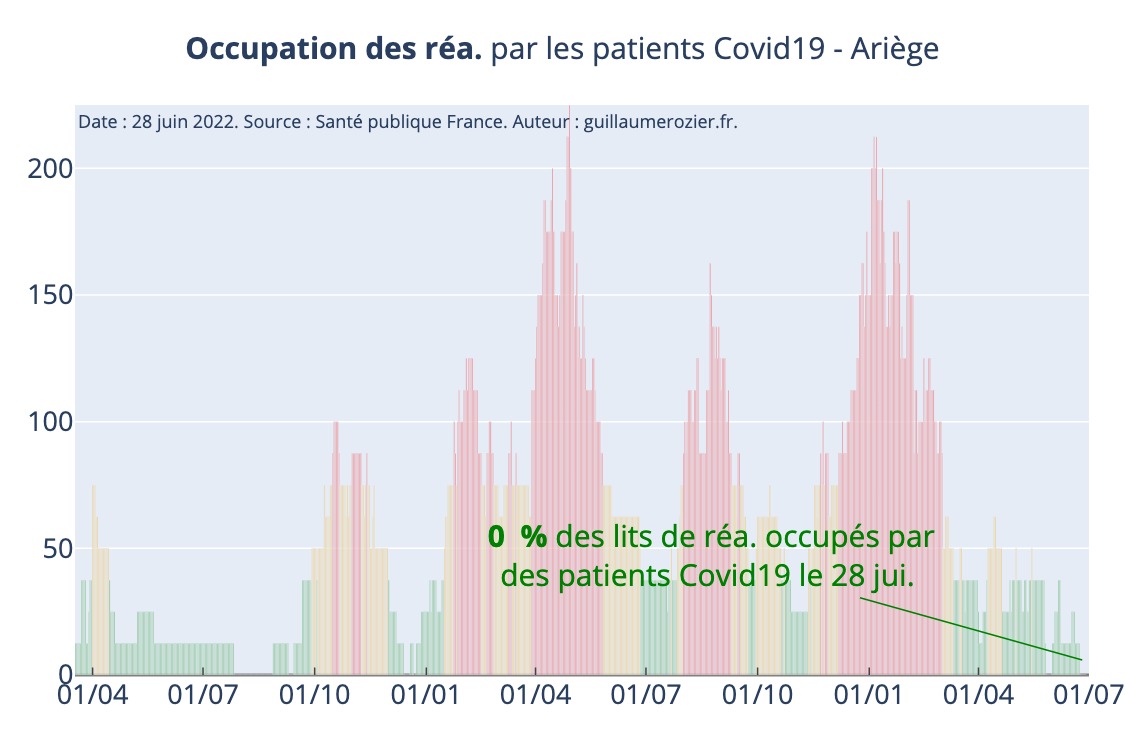 Occupation des réa. par les patients Covid19 - Ariège
Date : 28 juin 2022. Source : Santé publique France. Auteur : guillaumerozier.fr.
200
150
100
50
0
0 % des lits de réa. occupés par
des patients Covid19 le 28 jui.
01/04 01/07 01/10 01/01 01/04 01/07 01/10 01/01 01/04 01/07